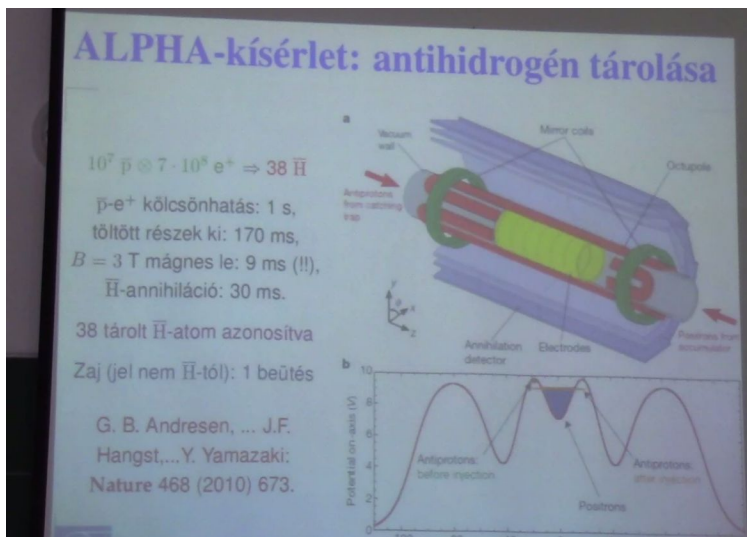 ALPHA-kísérlet: antihidrogén tárolása
10⁷ p̄ ⊗ 7 · 10⁸ e⁺ ⇒ 38 H̄
p̄-e⁺ kölcsönhatás: 1 s,
töltött részek ki: 170 ms,
B = 3 T mágnes le: 9 ms (!!),
H̄-annihiláció: 30 ms.
38 tárolt H̄-atom azonosítva
Zaj (jel nem H̄-tól): 1 beütés
G. B. Andresen, ... J.F.
Hangst,...Y. Yamazaki:
Nature 468 (2010) 673.
a
Vacuum
wall
Mirror coils
Octupole
Antiprotons
from catching
trap
y
x
z
Annihilation
detector
Electrodes
Positrons from
accumulator
b
Potential on-axis (V)
10
8
6
4
2
0
Antiprotons:
before injection
Antiprotons:
after injection
Positrons